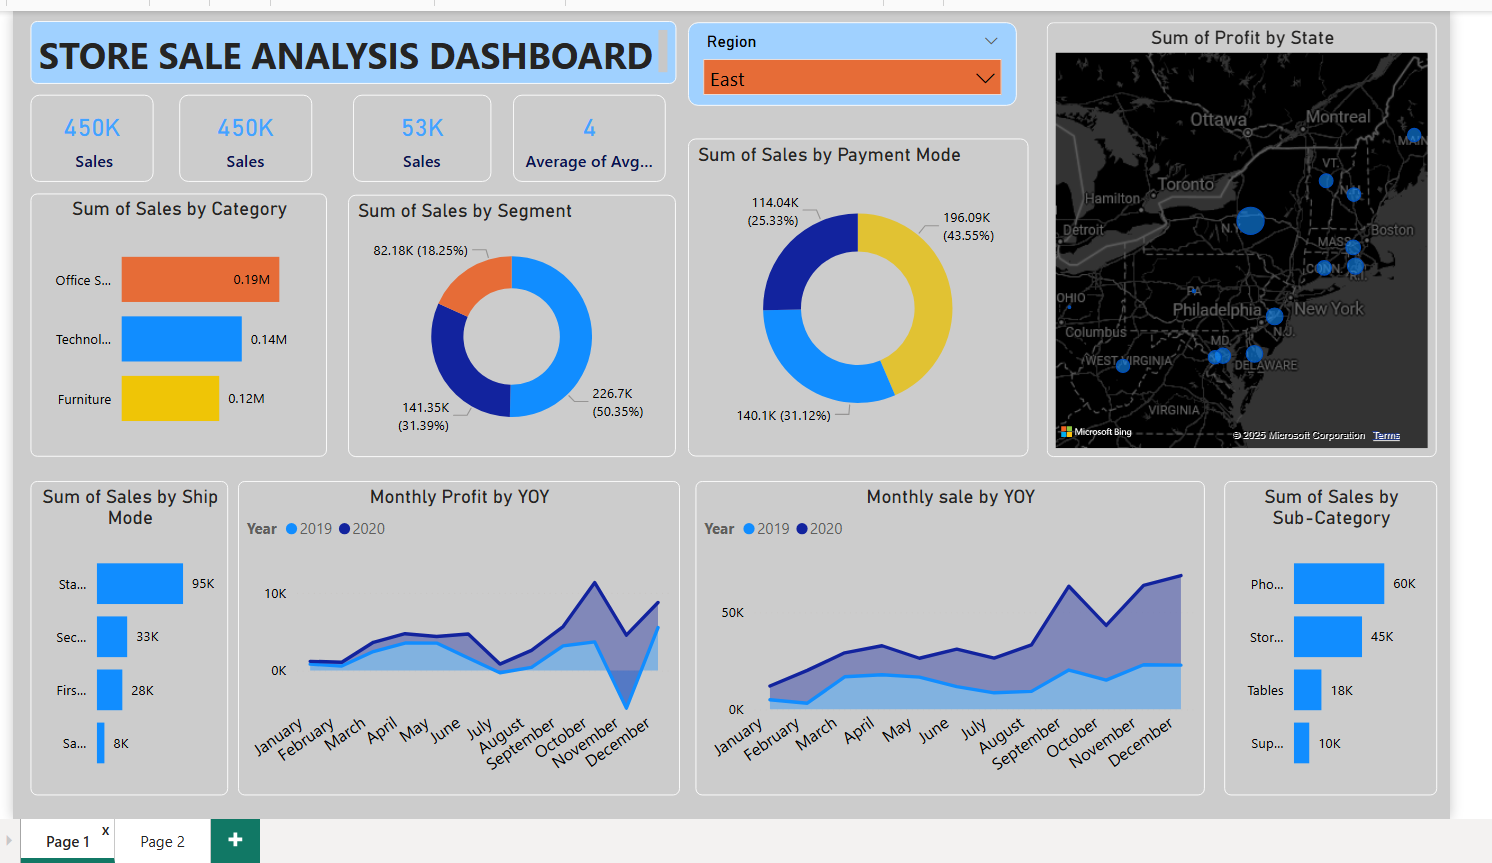 STORE SALE ANALYSIS DASHBOARD
Region
East
450K
Sales
450K
Sales
53K
Sales
4
Average of Avg...
Sum of Sales by Category
Office S...
0.19M
Technol...
0.14M
Furniture
0.12M
Sum of Sales by Segment
82.18K (18.25%)
226.7K
(50.35%)
141.35K
(31.39%)
Sum of Sales by Payment Mode
114.04K
(25.33%)
196.09K
(43.55%)
140.1K (31.12%)
Sum of Profit by State
Ottawa
Montreal
MAIN
VT.
Toronto
N.H.
Hamilton
Detroit
N.Y.
Boston
MASS.
CONN.
R.I.
PA
OHIO
Philadelphia
New York
Columbus
N.J.
MD.
WEST VIRGINIA
DELAWARE
VIRGINIA
Microsoft Bing
© 2025 Microsoft Corporation Terms
Sum of Sales by Ship
Mode
Sta...
95K
Sec...
33K
Firs...
28K
Sa...
8K
Monthly Profit by YOY
Year 2019 2020
10K
0K
January
February
March
April
May
June
July
August
September
October
November
December
Monthly sale by YOY
Year 2019 2020
50K
0K
January
February
March
April
May
June
July
August
September
October
November
December
Sum of Sales by
Sub-Category
Pho...
60K
Stor...
45K
Tables
18K
Sup...
10K
Page 1 x
Page 2
+